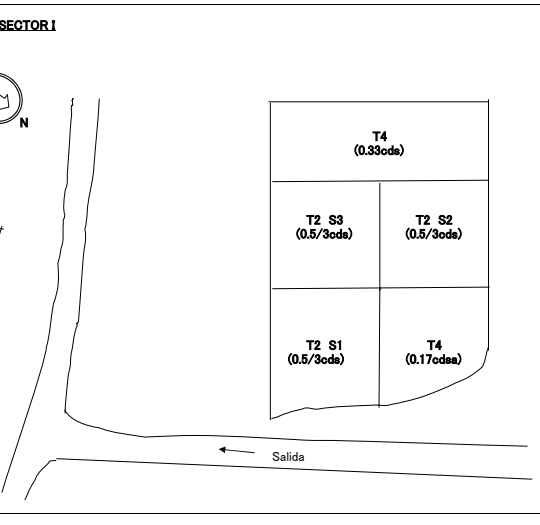 SECTOR I
N
T4
(0.33cds)
T2 S3
(0.5/3cds)
T2 S2
(0.5/3cds)
T2 S1
(0.5/3cds)
T4
(0.17cdsa)
Salida